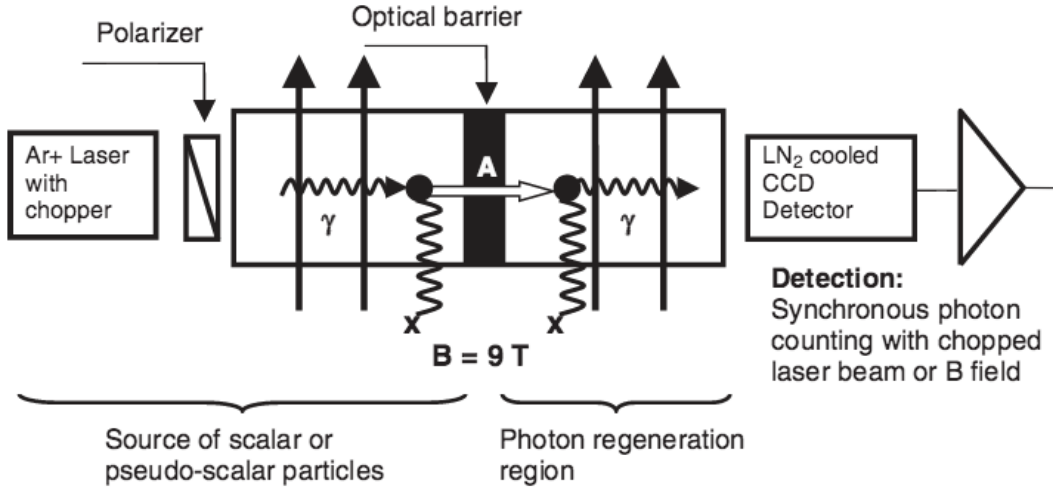 Optical barrier
Polarizer
Ar+ Laser
with
chopper
A
γ
γ
LN₂ cooled
CCD
Detector
x
x
B = 9 T
Detection:
Synchronous photon
counting with chopped
laser beam or B field
Source of scalar or
pseudo-scalar particles
Photon regeneration
region